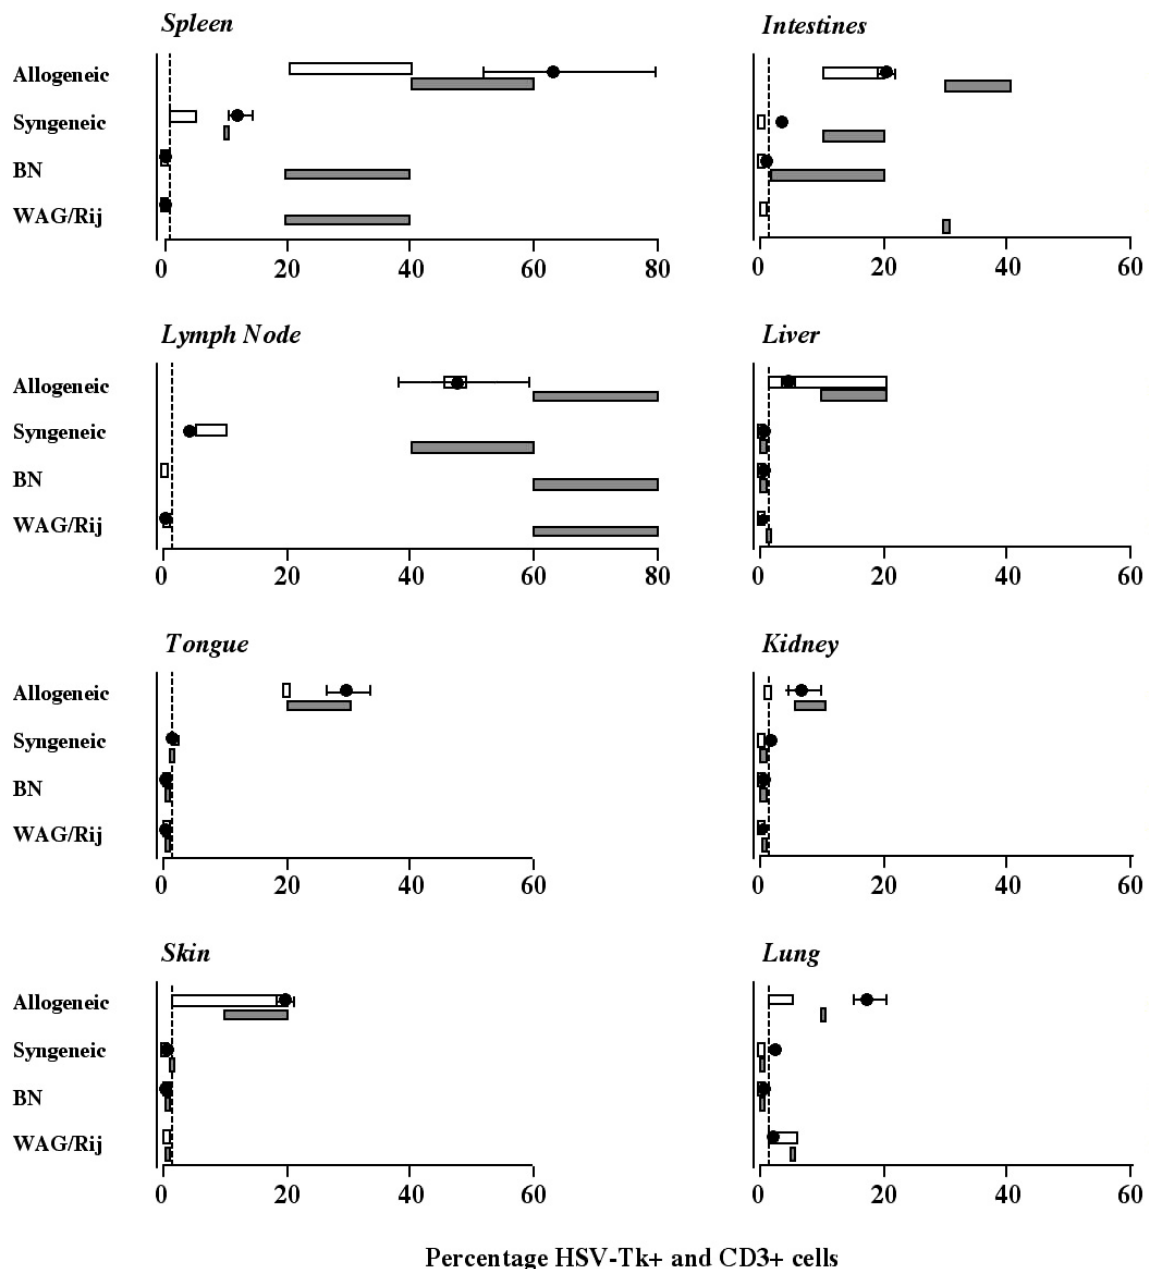 Spleen
Intestines
Allogeneic
Syngeneic
BN
WAG/Rij
0 20 40 60 80
0 20 40 60
Lymph Node
Liver
Allogeneic
Syngeneic
BN
WAG/Rij
0 20 40 60 80
0 20 40 60
Tongue
Kidney
Allogeneic
Syngeneic
BN
WAG/Rij
0 20 40 60
0 20 40 60
Skin
Lung
Allogeneic
Syngeneic
BN
WAG/Rij
0 20 40 60
0 20 40 60
Percentage HSV-Tk+ and CD3+ cells